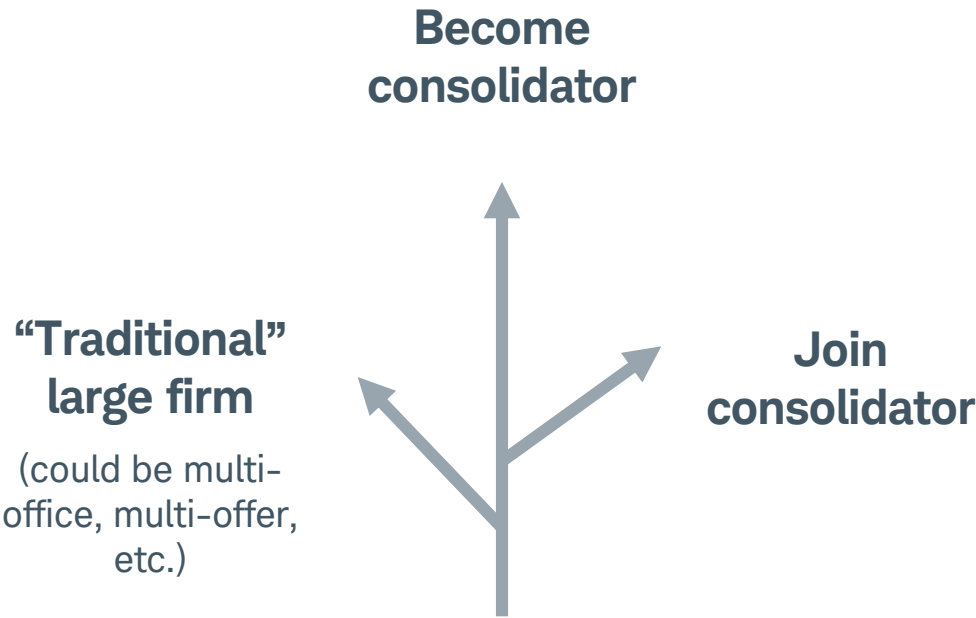 Become
consolidator
“Traditional”
large firm
(could be multi-
office, multi-offer,
etc.)
Join
consolidator